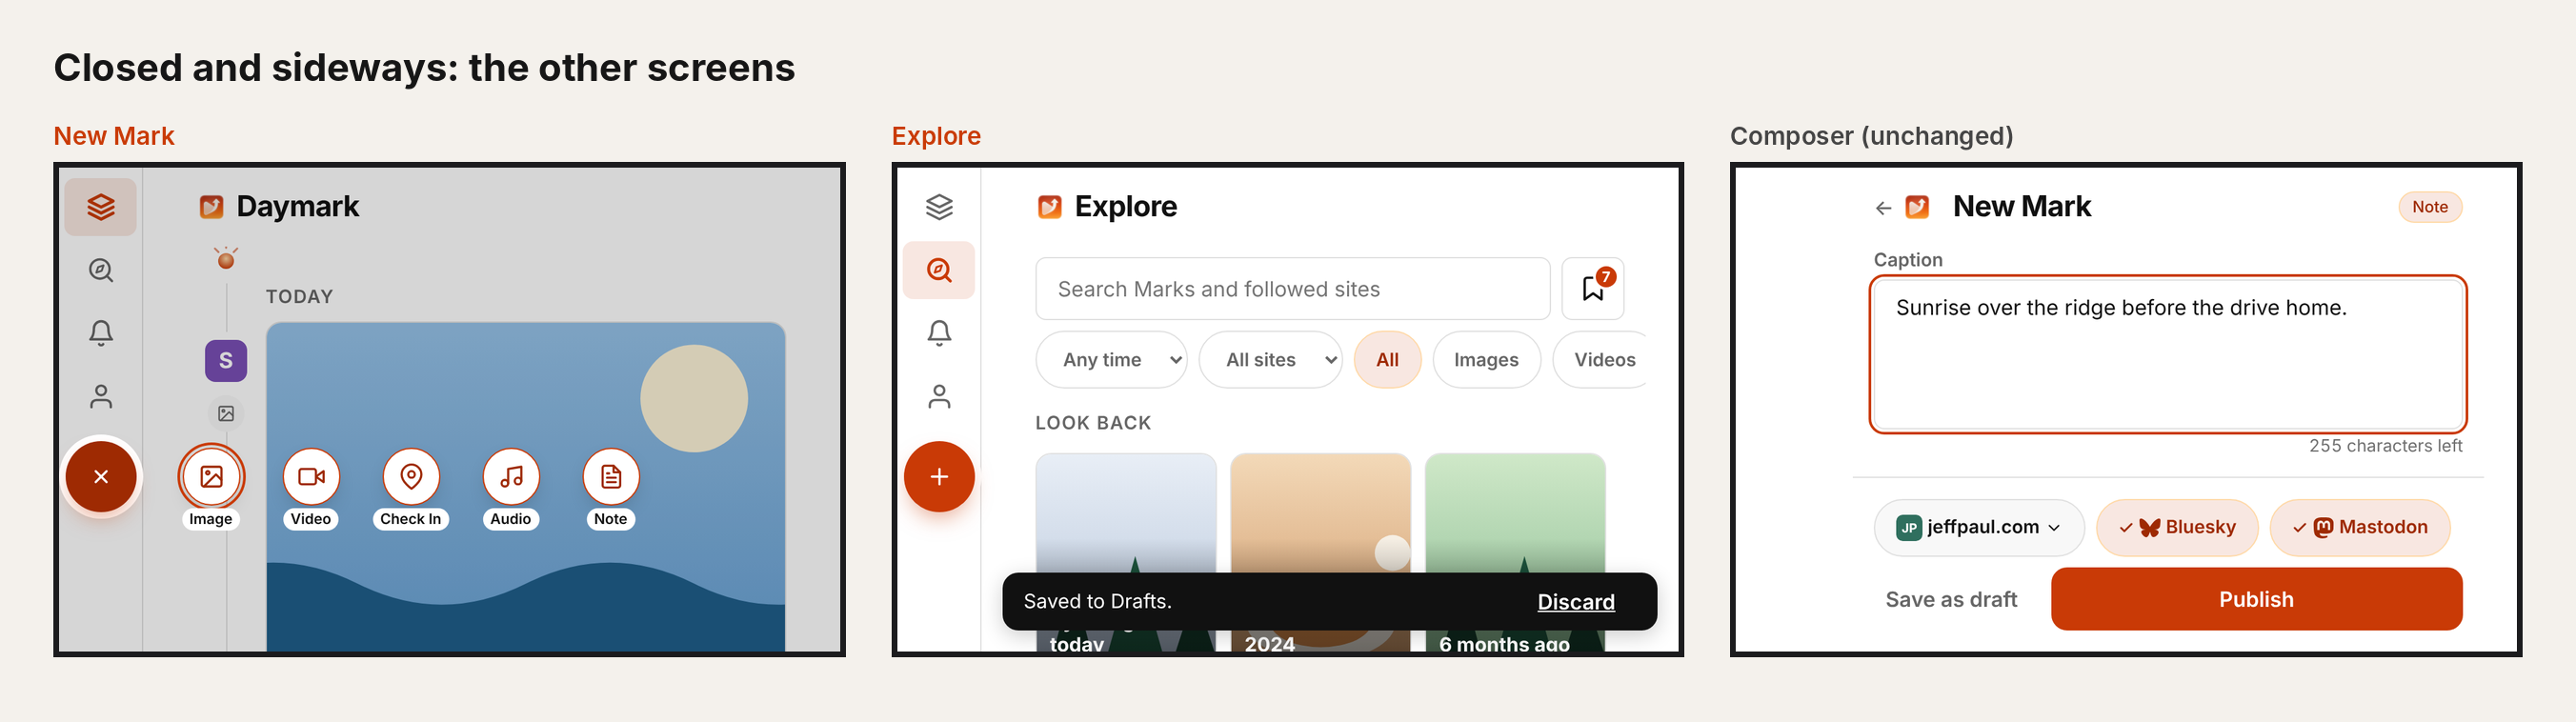 Closed and sideways: the other screens
New Mark
Daymark
TODAY
S
Image
Video
Check In
Audio
Note
Explore
Explore
Search Marks and followed sites
7
Any time
All sites
All
Images
Videos
LOOK BACK
Saved to Drafts.
Discard
today
2024
6 months ago
Composer (unchanged)
New Mark
Note
Caption
Sunrise over the ridge before the drive home.
255 characters left
JP jeffpaul.com
Bluesky
Mastodon
Save as draft
Publish